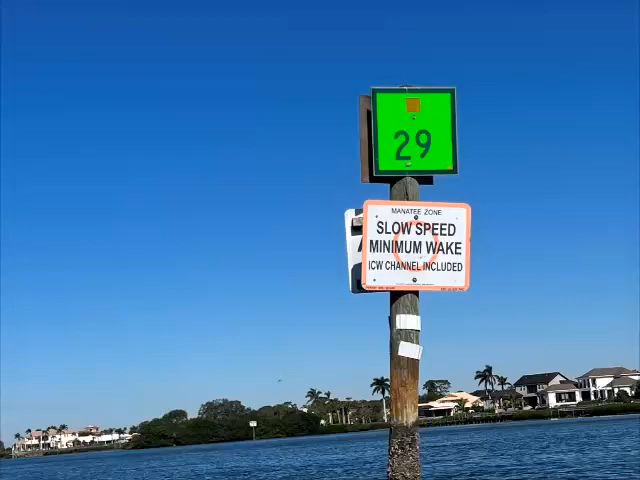 29
MANATEE ZONE
SLOW SPEED
MINIMUM WAKE
ICW CHANNEL INCLUDED